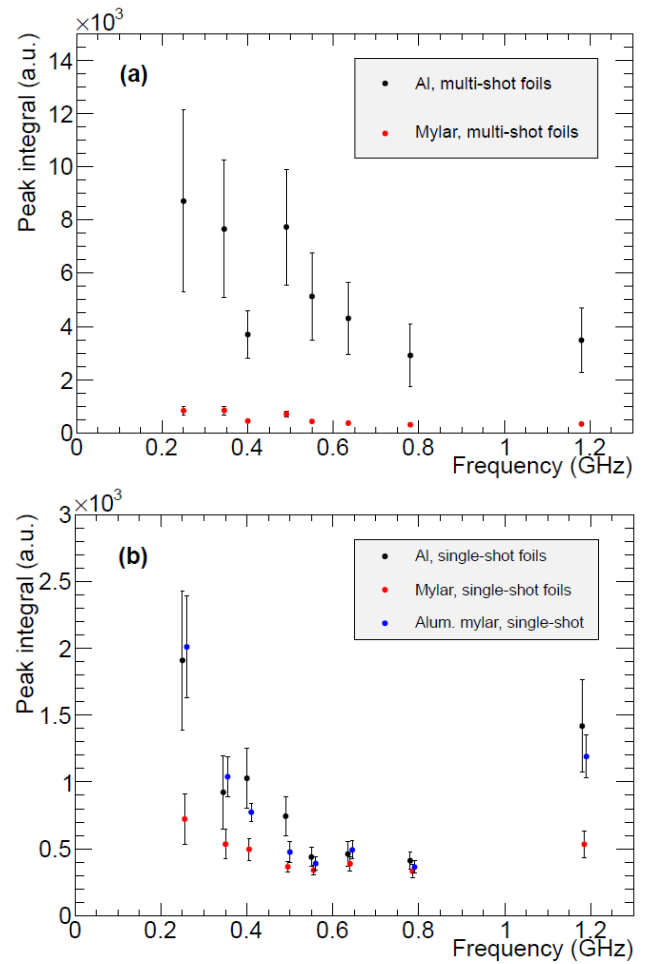 ×10³
Peak integral (a.u.)
14
12
10
8
6
4
2
0
(a)
Al, multi-shot foils
Mylar, multi-shot foils
0 0.2 0.4 0.6 0.8 1 1.2
Frequency (GHz)
×10³
Peak integral (a.u.)
3
2.5
2
1.5
1
0.5
0
(b)
Al, single-shot foils
Mylar, single-shot foils
Alum. mylar, single-shot
0 0.2 0.4 0.6 0.8 1 1.2
Frequency (GHz)